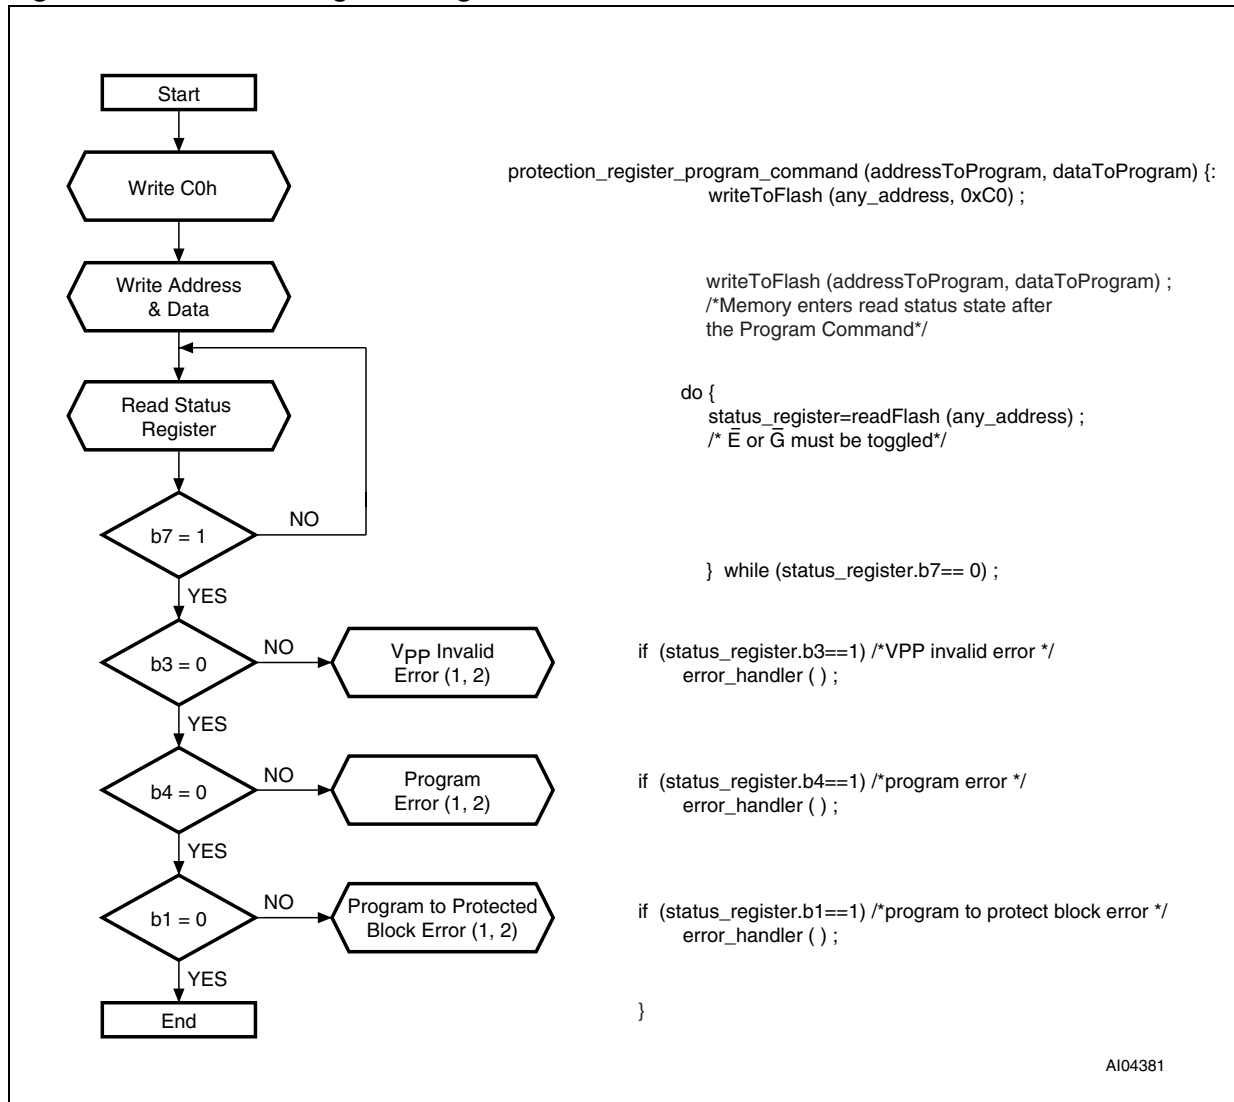 Start
Write C0h
protection_register_program_command (addressToProgram, dataToProgram) {:
writeToFlash (any_address, 0xC0) ;
Write Address
& Data
writeToFlash (addressToProgram, dataToProgram) ;
/*Memory enters read status state after
the Program Command*/
Read Status
Register
do {
status_register=readFlash (any_address) ;
/* E̅ or G̅ must be toggled*/
b7 = 1
NO
YES
} while (status_register.b7== 0) ;
b3 = 0
NO
VPP Invalid
Error (1, 2)
if (status_register.b3==1) /*VPP invalid error */
error_handler ( ) ;
YES
b4 = 0
NO
Program
Error (1, 2)
if (status_register.b4==1) /*program error */
error_handler ( ) ;
YES
b1 = 0
NO
Program to Protected
Block Error (1, 2)
if (status_register.b1==1) /*program to protect block error */
error_handler ( ) ;
YES
End
}
AI04381